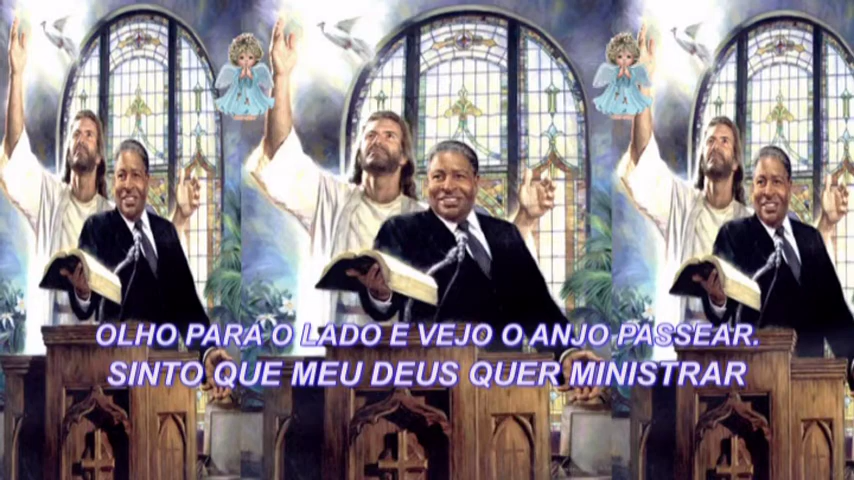 OLHO PARA O LADO E VEJO O ANJO PASSEAR.
SINTO QUE MEU DEUS QUER MINISTRAR